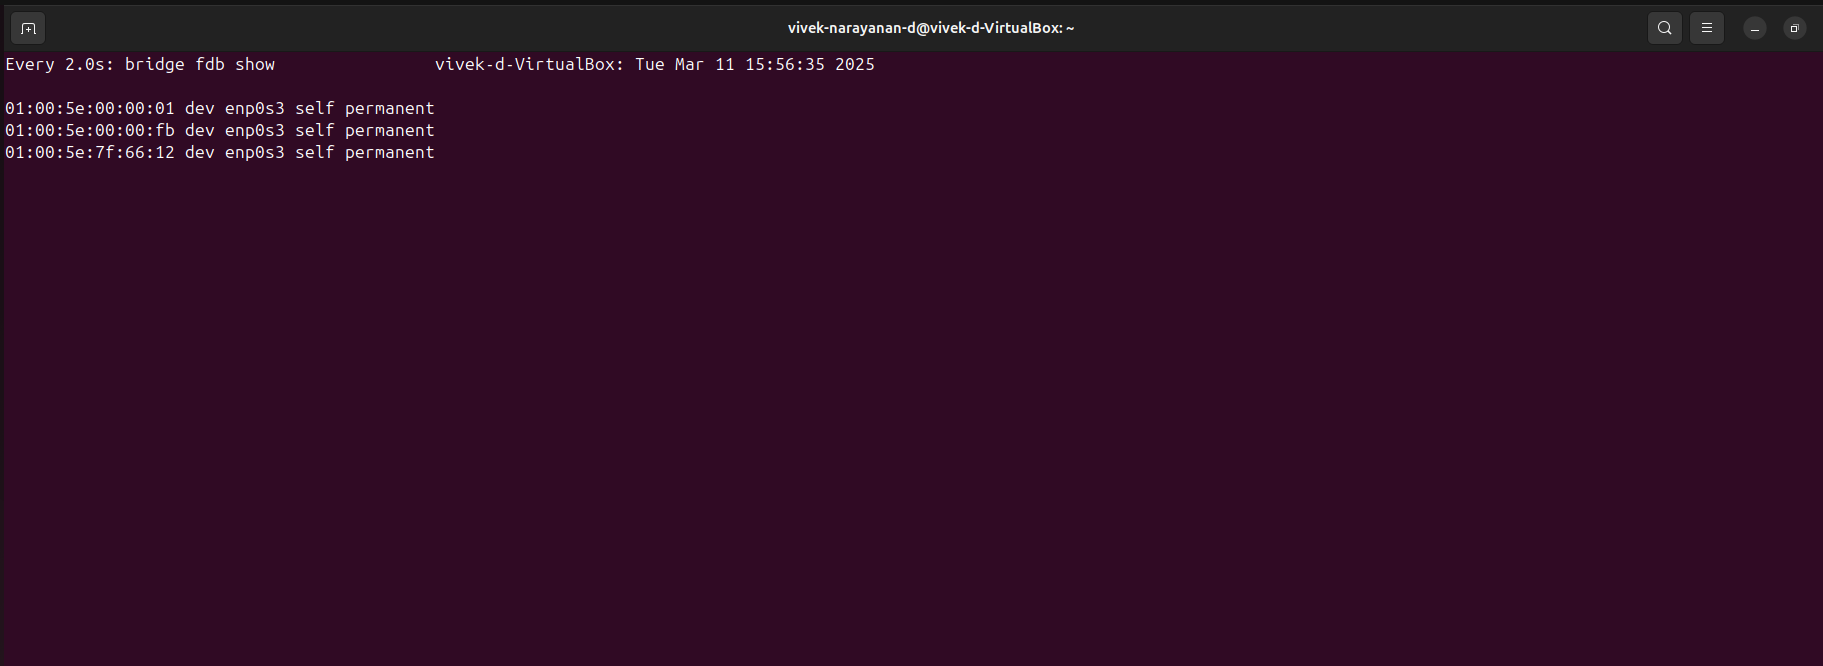 vivek-narayanan-d@vivek-d-VirtualBox: ~
Every 2.0s: bridge fdb show                vivek-d-VirtualBox: Tue Mar 11 15:56:35 2025
01:00:5e:00:00:01 dev enp0s3 self permanent
01:00:5e:00:00:fb dev enp0s3 self permanent
01:00:5e:7f:66:12 dev enp0s3 self permanent